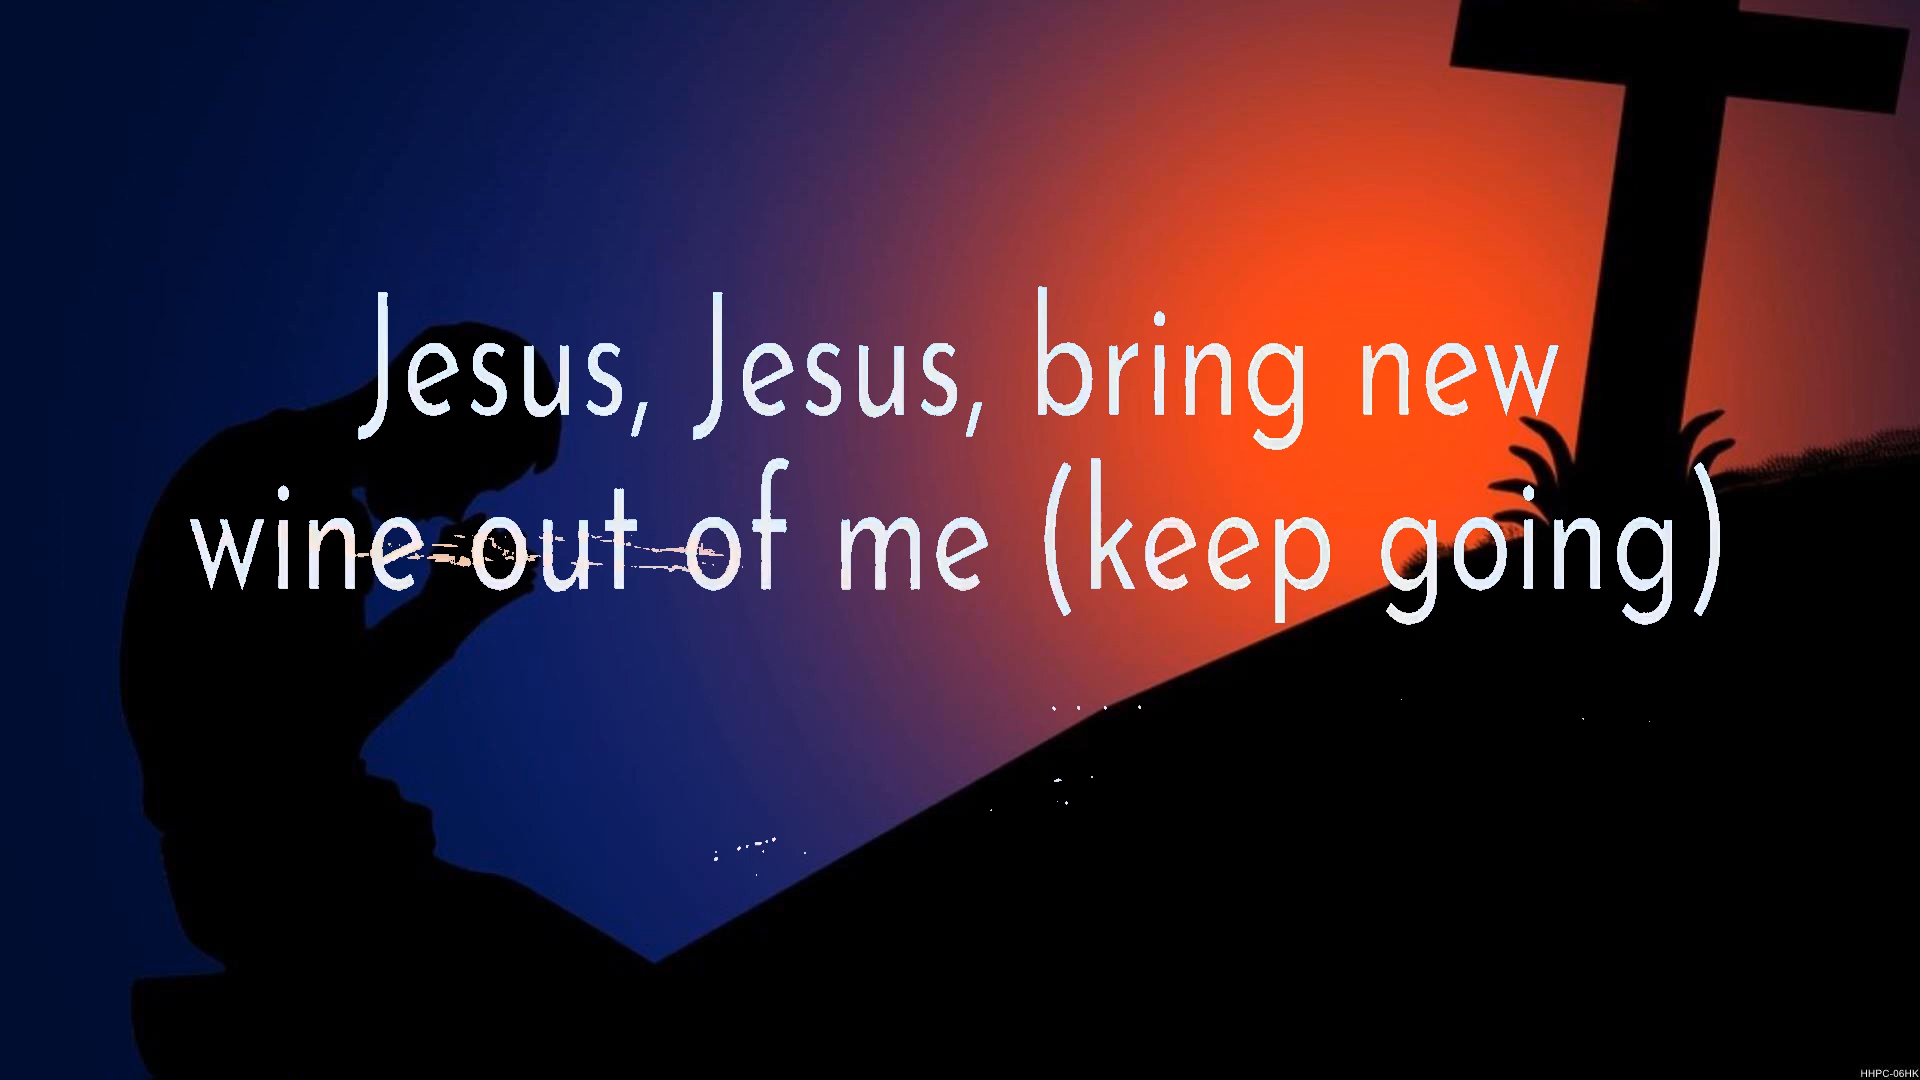 Jesus, Jesus, bring new
wine out of me (keep going)
HHPC-06HK